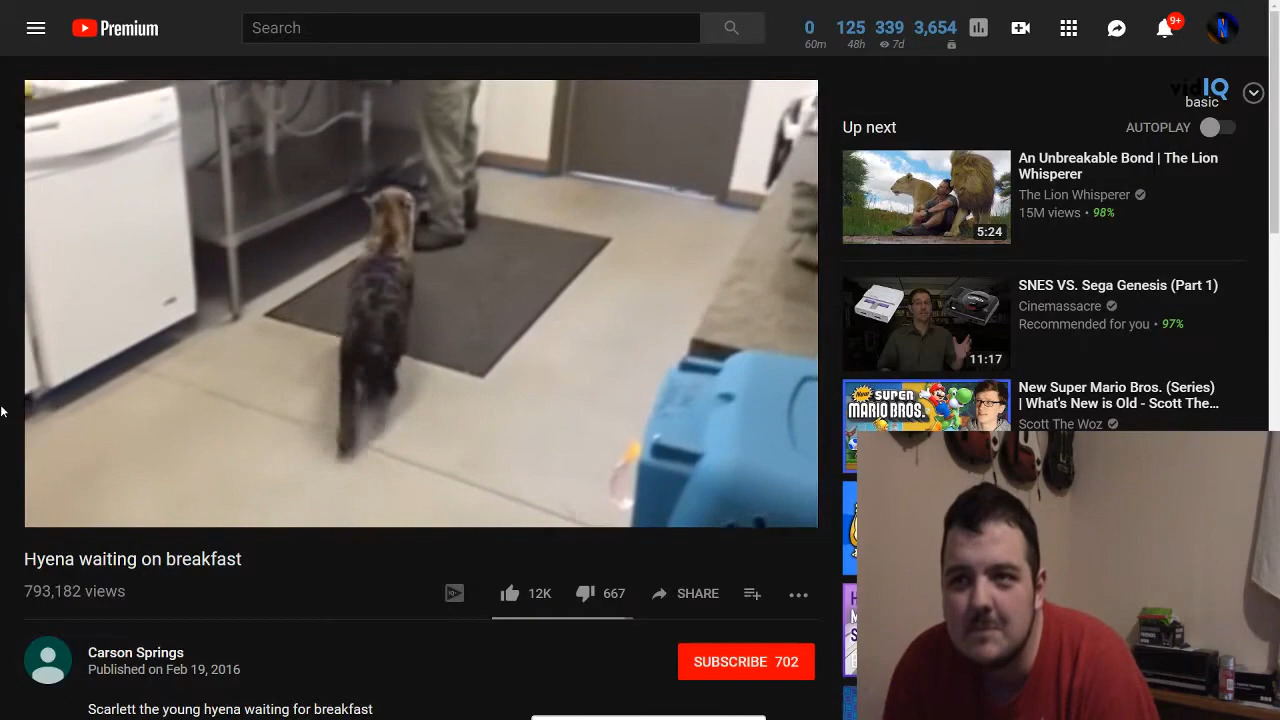 Premium
Search
0 125 339 3,654
60m 48h 7d
9+
vidIQ
basic
Up next
AUTOPLAY
An Unbreakable Bond | The Lion
Whisperer
The Lion Whisperer
15M views • 98%
5:24
SNES VS. Sega Genesis (Part 1)
Cinemassacre
Recommended for you • 97%
11:17
New Super Mario Bros. (Series)
| What's New is Old - Scott The...
Scott The Woz
New SUPER
MARIO BROS.
Hyena waiting on breakfast
793,182 views
12K
667
SHARE
Carson Springs
Published on Feb 19, 2016
SUBSCRIBE 702
Scarlett the young hyena waiting for breakfast